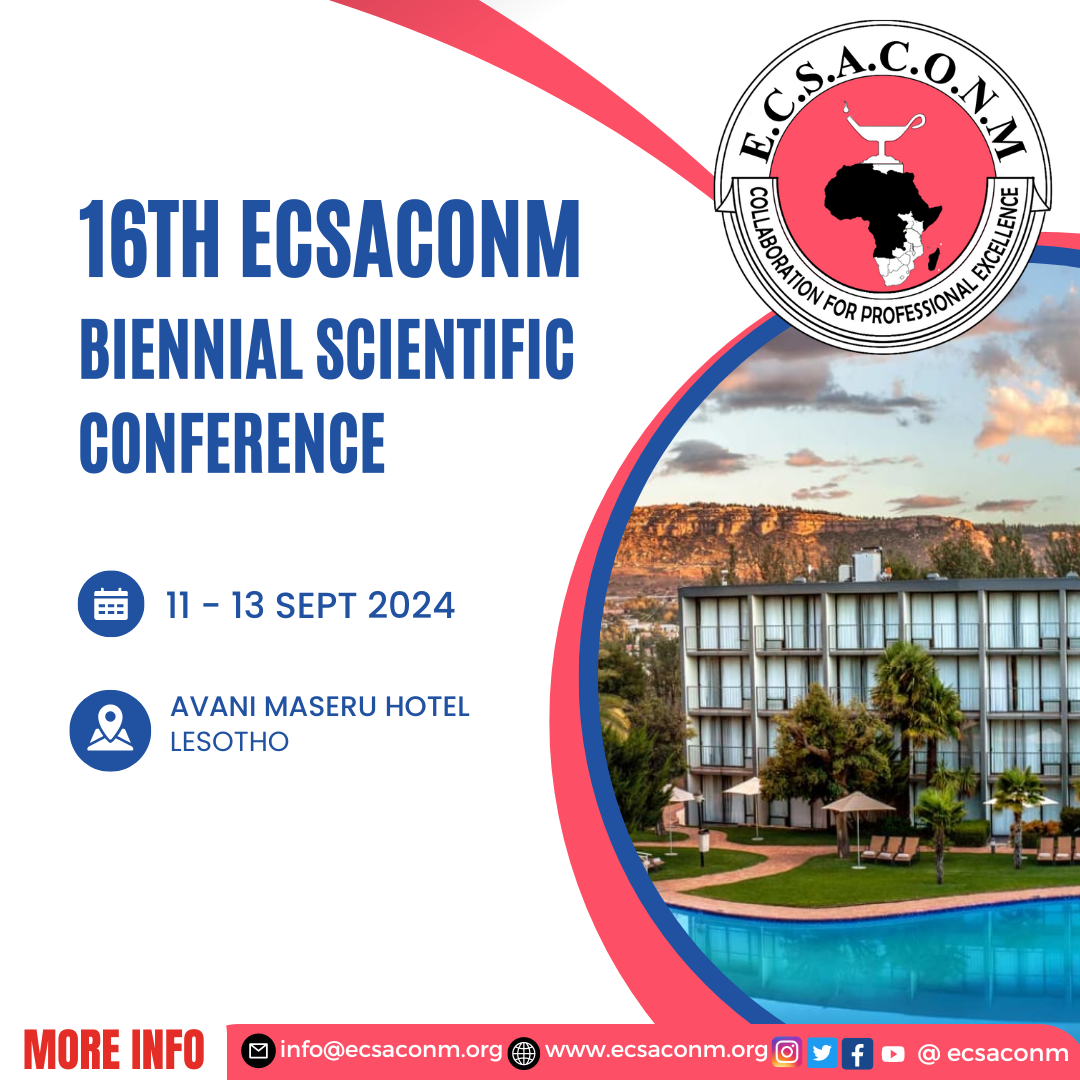 E.C.S.A.C.O.N.M
COLLABORATION FOR PROFESSIONAL EXCELLENCE
16TH ECSACONM
BIENNIAL SCIENTIFIC
CONFERENCE
11 - 13 SEPT 2024
AVANI MASERU HOTEL
LESOTHO
MORE INFO info@ecsaconm.org www.ecsaconm.org @ ecsaconm